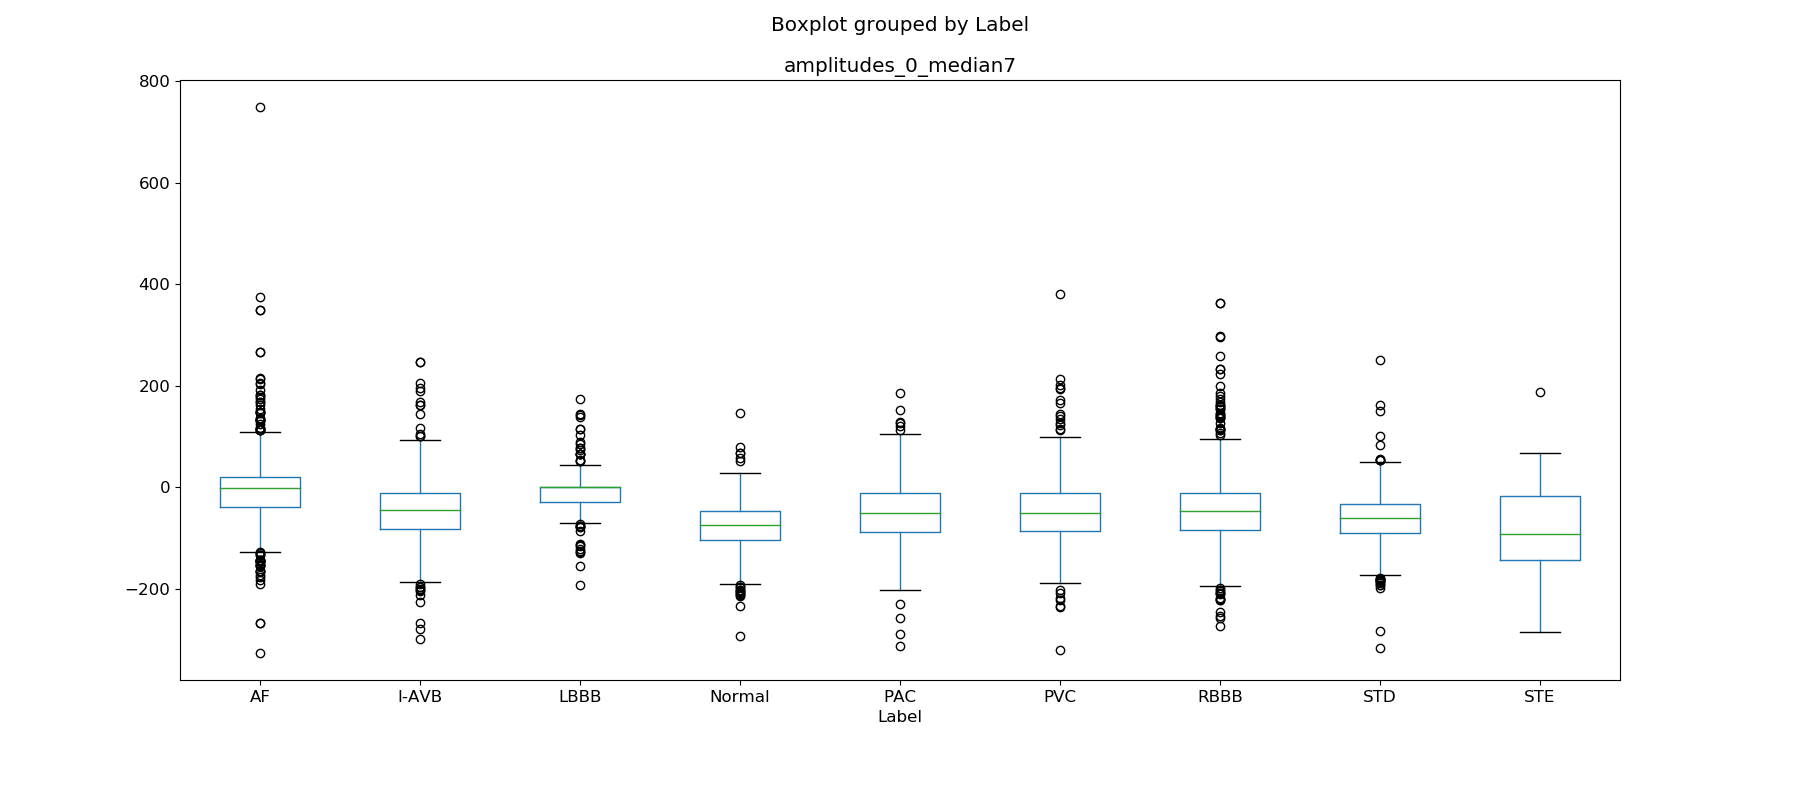 Boxplot grouped by Label
amplitudes_0_median7
800
600
400
200
0
−200
AF I-AVB LBBB Normal PAC PVC RBBB STD STE
Label